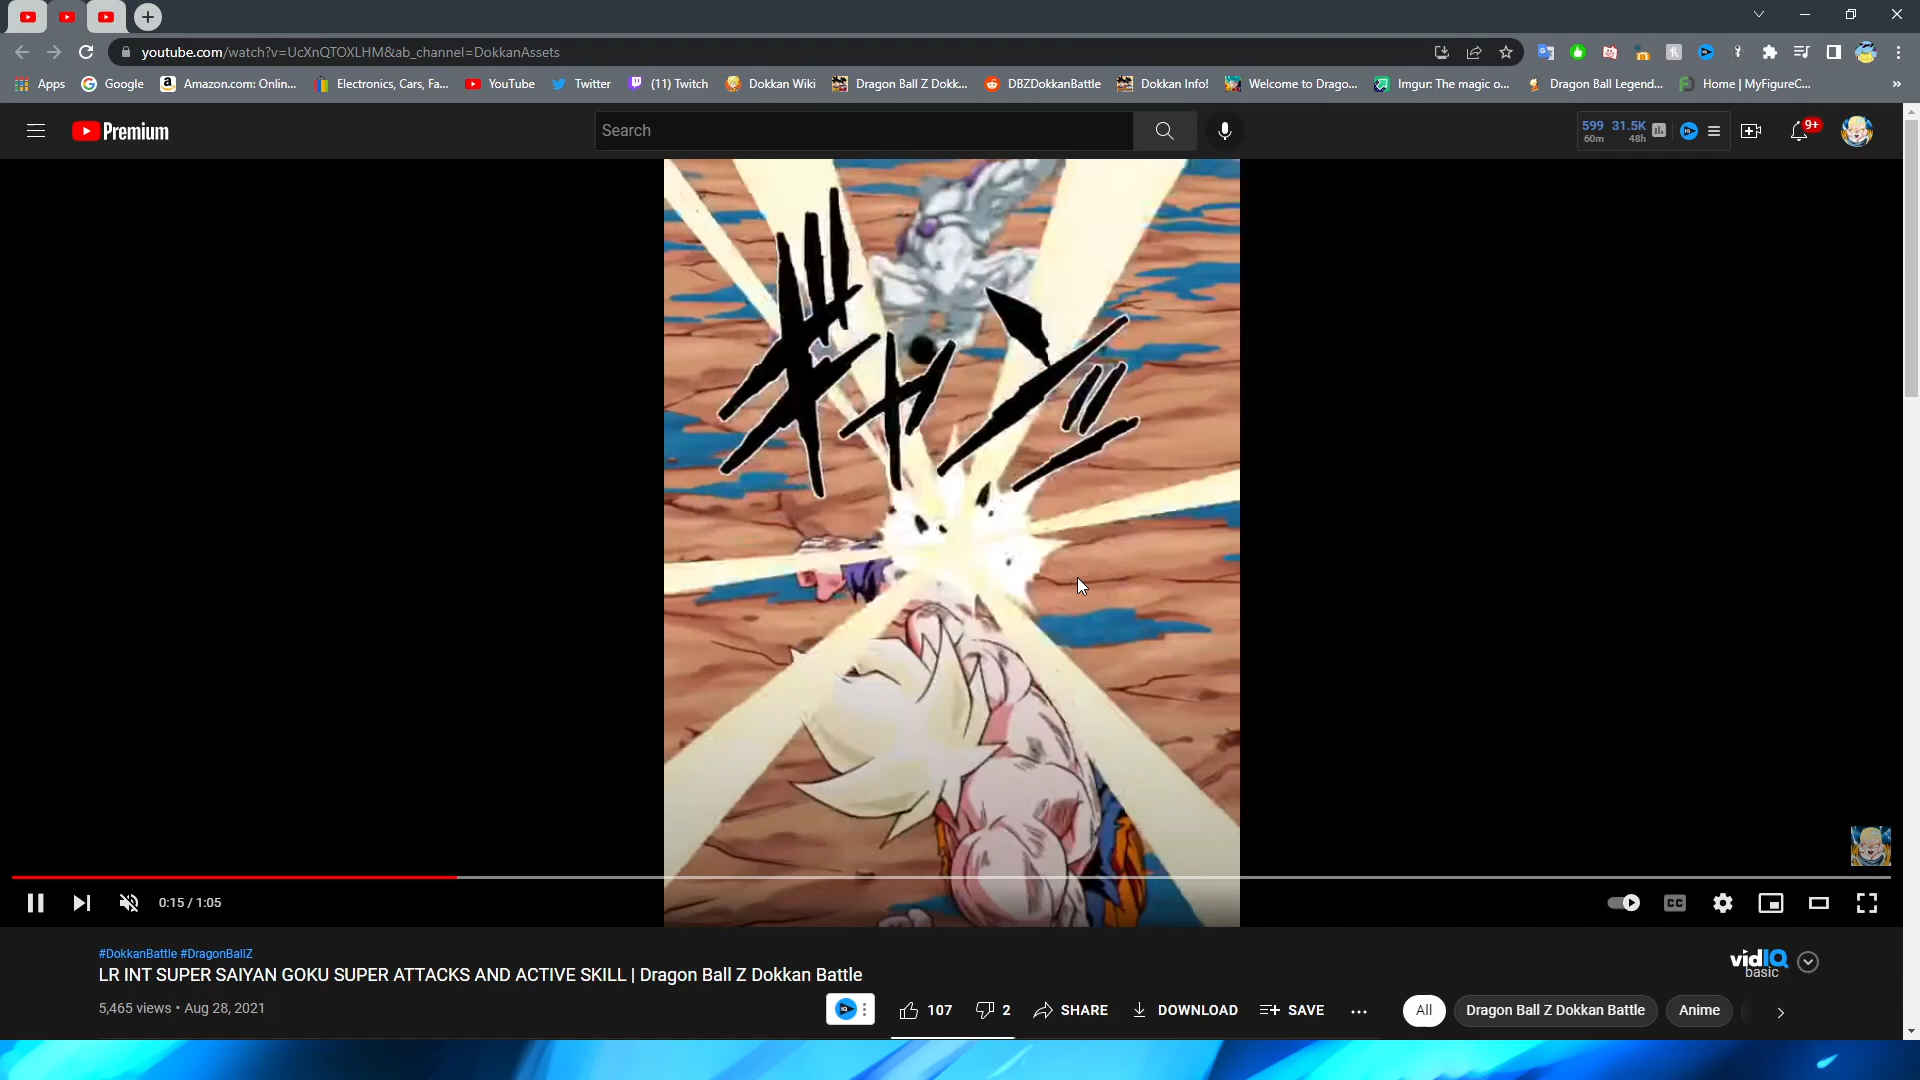 youtube.com/watch?v=UcXnQTOXLHM&ab_channel=DokkanAssets
Apps Google Amazon.com: Onlin... Electronics, Cars, Fa... YouTube Twitter (11) Twitch Dokkan Wiki Dragon Ball Z Dokk... DBZDokkanBattle Dokkan Info! Welcome to Drago... Imgur: The magic o... Dragon Ball Legend... Home | MyFigureC... »
Premium Search 599 31.5K 9+
60m 48h
ギャンッ
0:15 / 1:05 CC
#DokkanBattle #DragonBallZ
LR INT SUPER SAIYAN GOKU SUPER ATTACKS AND ACTIVE SKILL | Dragon Ball Z Dokkan Battle vidIQ
basic
5,465 views • Aug 28, 2021 107 2 SHARE DOWNLOAD SAVE All Dragon Ball Z Dokkan Battle Anime